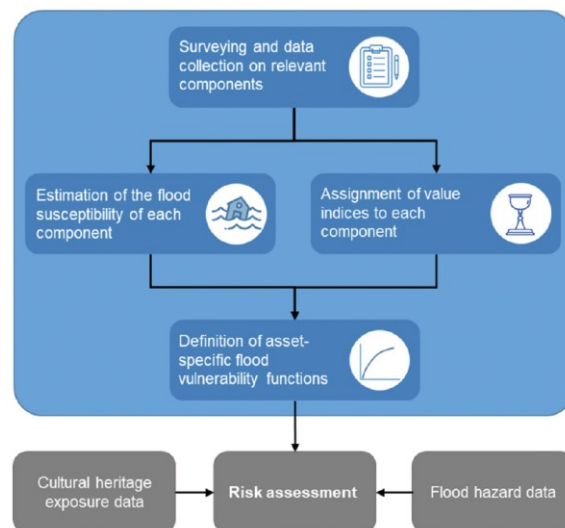 Surveying and data
collection on relevant
components
Estimation of the flood
susceptibility of each
component
Assignment of value
indices to each
component
Definition of asset-
specific flood
vulnerability functions
Cultural heritage
exposure data
Risk assessment
Flood hazard data